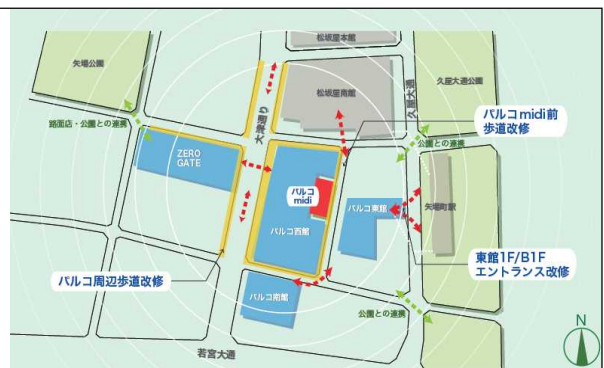 松坂屋本館
矢場公園
大津通り
松坂屋南館
久屋大通
久屋大通公園
パルコmidi前
歩道改修
路面店・公園との連携
公園との連携
ZERO
GATE
パルコ
midi
パルコ東館
矢場町駅
パルコ西館
東館1F/B1F
エントランス改修
パルコ周辺歩道改修
パルコ南館
公園との連携
若宮大通
N